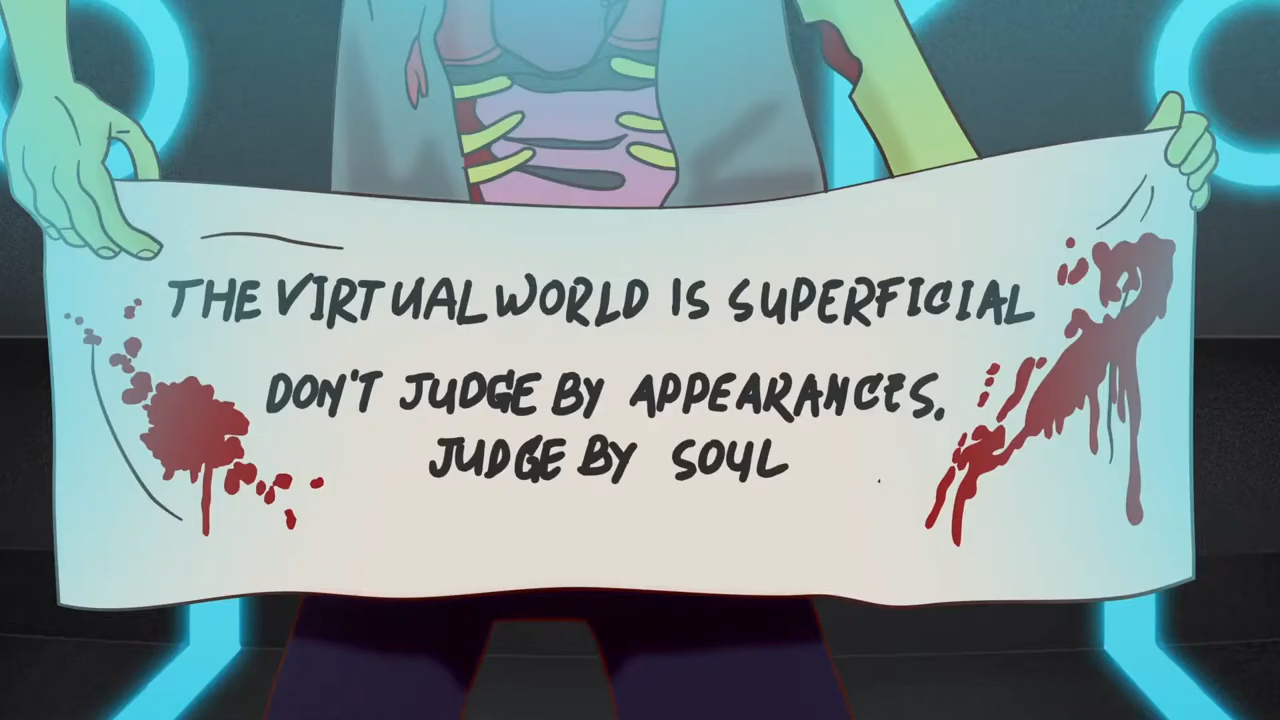 THE VIRTUAL WORLD IS SUPERFICIAL
DON'T JUDGE BY APPEARANCES.
JUDGE BY SOUL